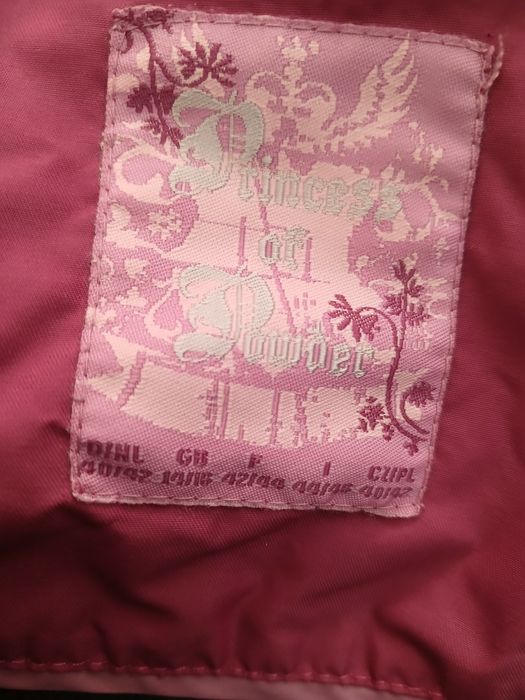 Princess
of
Powder
D/NL GB F I CZ/PL
40/42 14/16 42/44 44/46 40/42